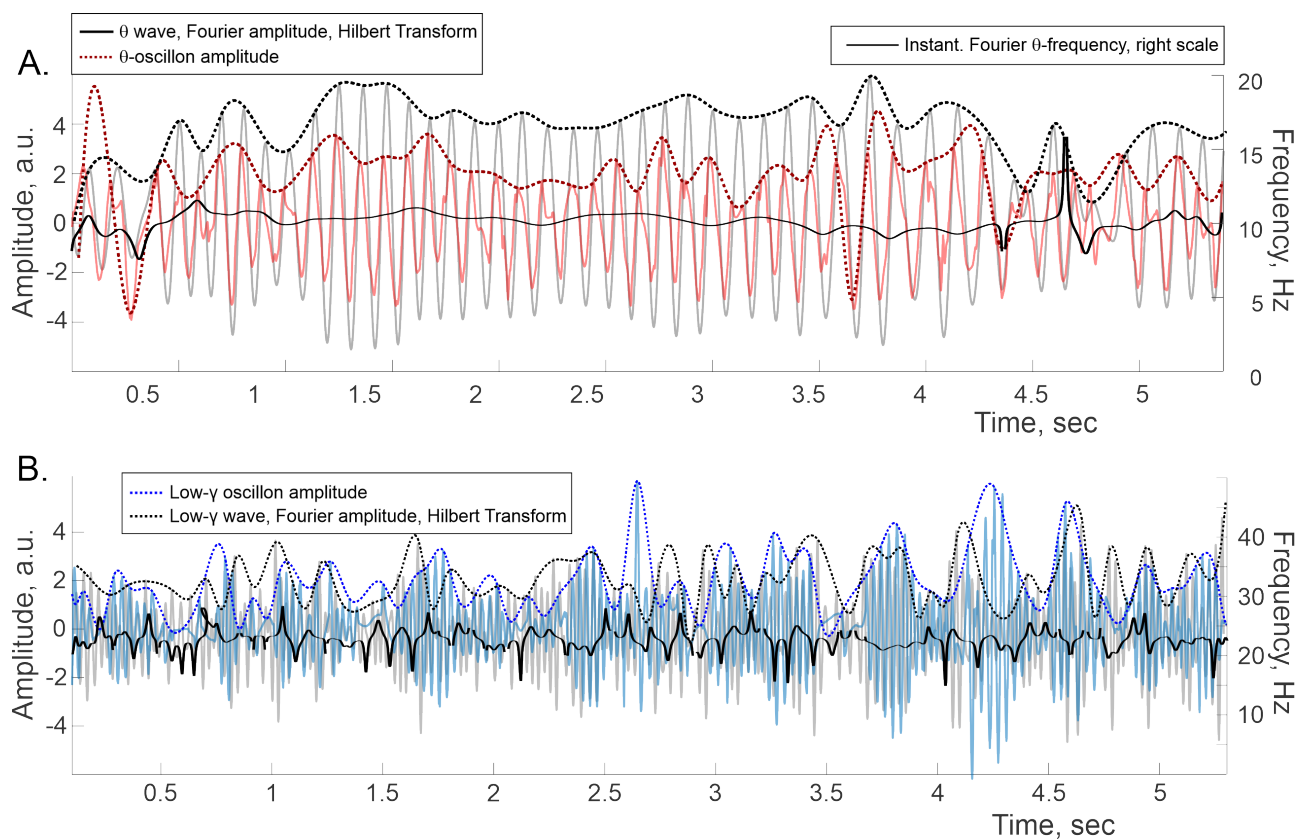 θ wave, Fourier amplitude, Hilbert Transform
θ-oscillon amplitude
Instant. Fourier θ-frequency, right scale
A.
Amplitude, a.u.
4
2
0
-2
-4
20
15
10
5
0
Frequency, Hz
0.5 1 1.5 2 2.5 3 3.5 4 4.5 5
Time, sec
B.
Low-γ oscillon amplitude
Low-γ wave, Fourier amplitude, Hilbert Transform
Amplitude, a.u.
4
2
0
-2
-4
40
30
20
10
Frequency, Hz
0.5 1 1.5 2 2.5 3 3.5 4 4.5 5
Time, sec